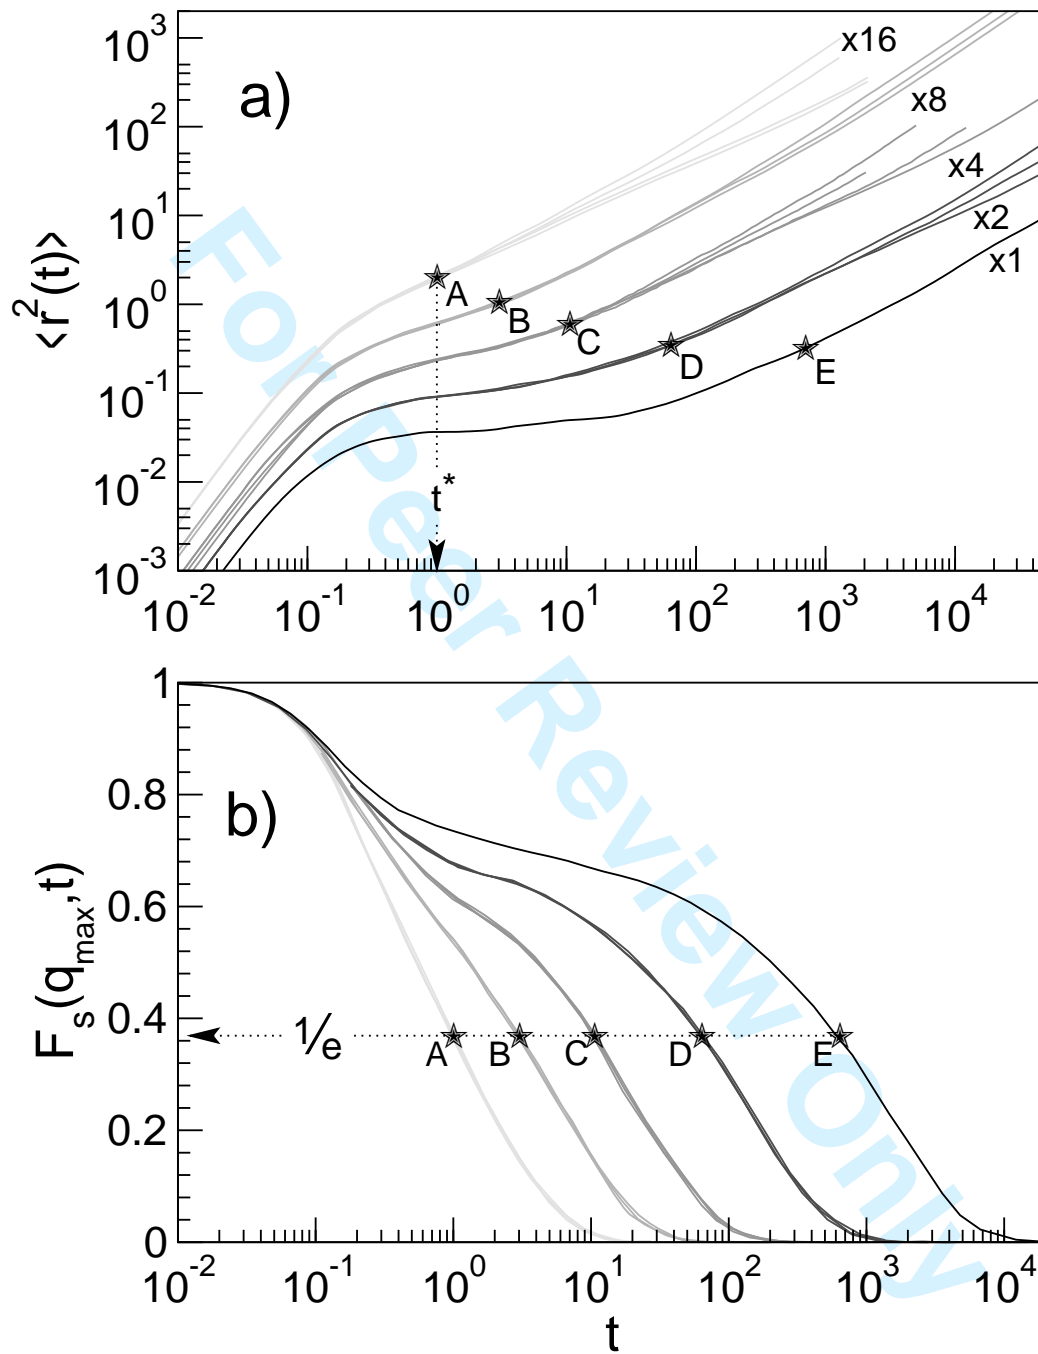 a)
<r²(t)>
10³
10²
10¹
10⁰
10⁻¹
10⁻²
10⁻³
x16
x8
x4
x2
x1
A
B
C
D
E
t*
10⁻² 10⁻¹ 10⁰ 10¹ 10² 10³ 10⁴
b)
F_s(q_max,t)
1
0.8
0.6
0.4
0.2
0
1/e
A B C D E
10⁻² 10⁻¹ 10⁰ 10¹ 10² 10³ 10⁴
t
For Peer Review Only